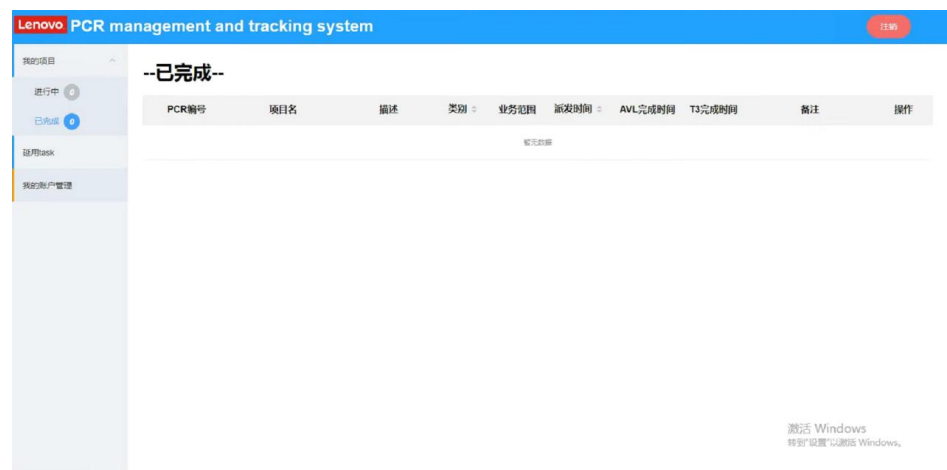 Lenovo PCR management and tracking system
注销
我的项目
--已完成--
进行中 0
PCR编号 项目名 描述 类别 业务范围 派发时间 AVL完成时间 T3完成时间 备注 操作
已完成 0
暂无数据
延用task
我的账户管理
激活 Windows
转到"设置"以激活 Windows。